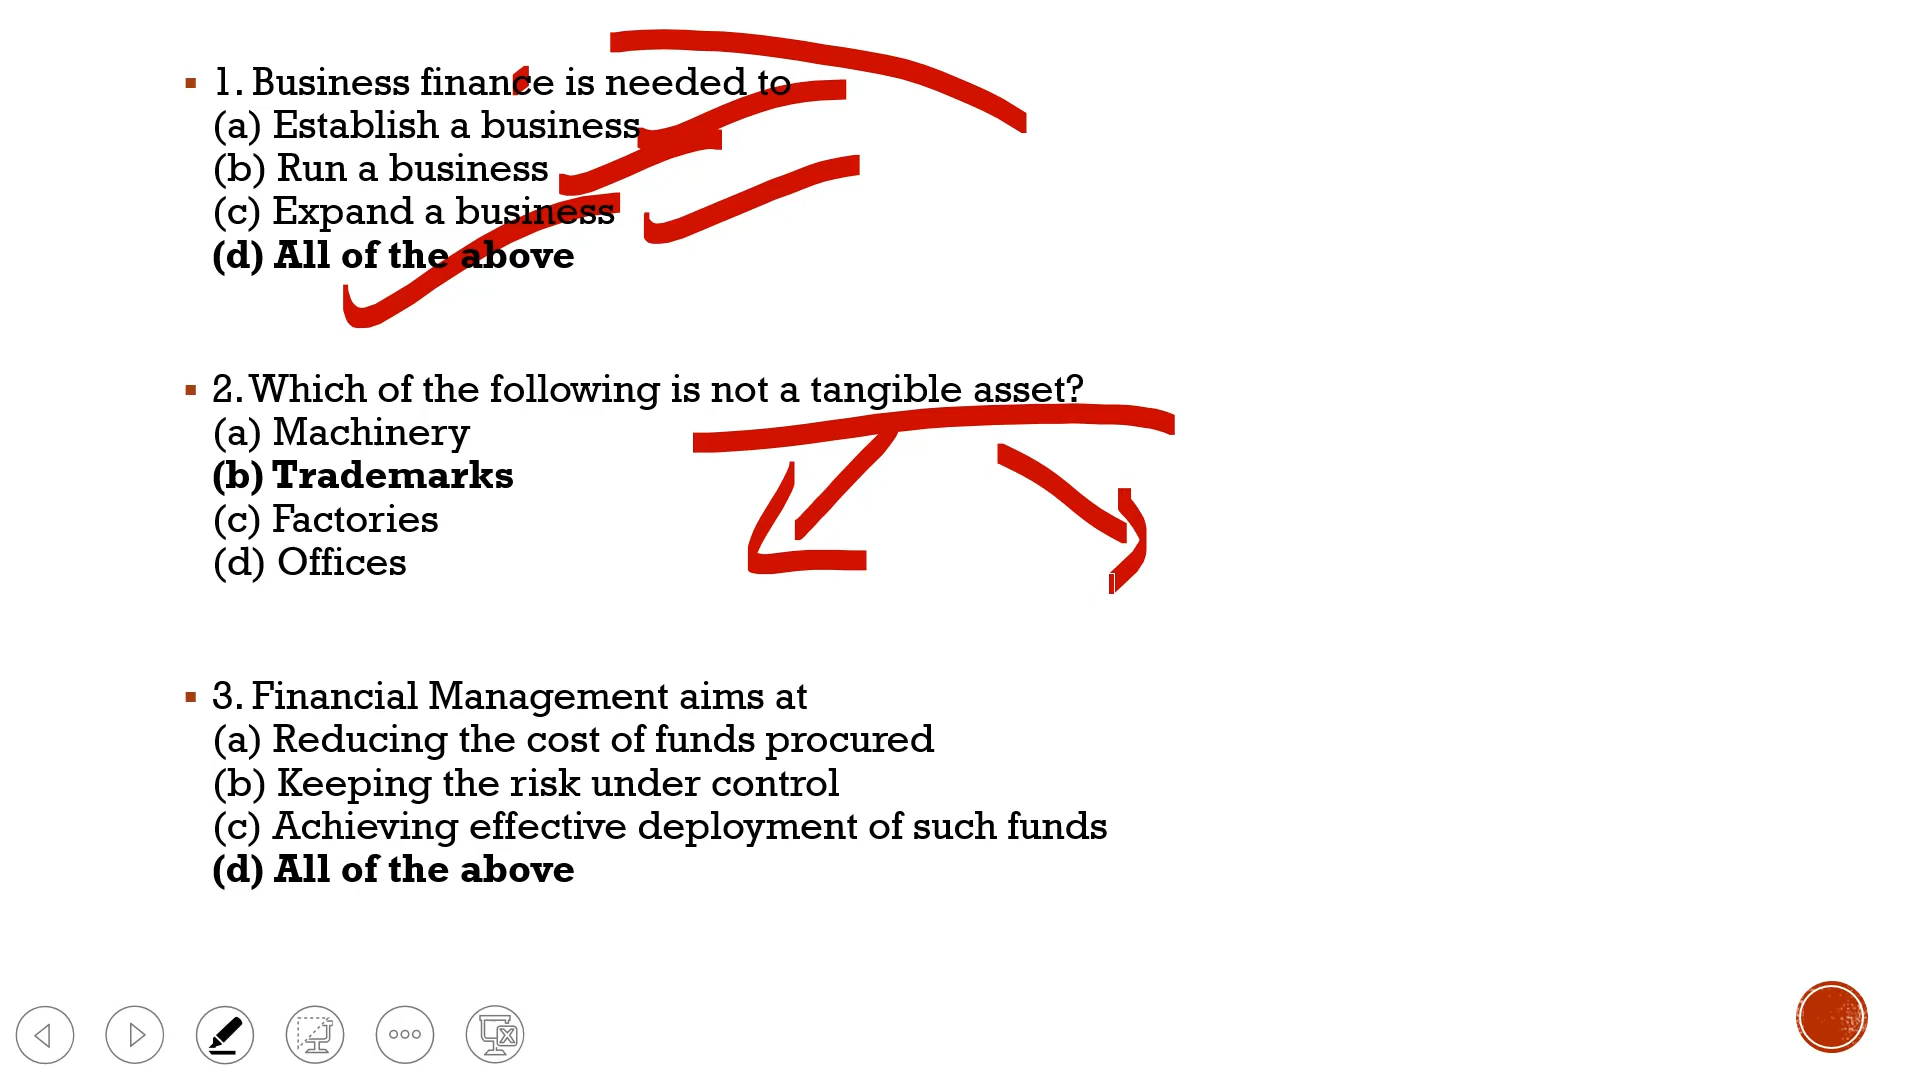 1. Business finance is needed to
(a) Establish a business
(b) Run a business
(c) Expand a business
(d) All of the above
2. Which of the following is not a tangible asset?
(a) Machinery
(b) Trademarks
(c) Factories
(d) Offices
3. Financial Management aims at
(a) Reducing the cost of funds procured
(b) Keeping the risk under control
(c) Achieving effective deployment of such funds
(d) All of the above